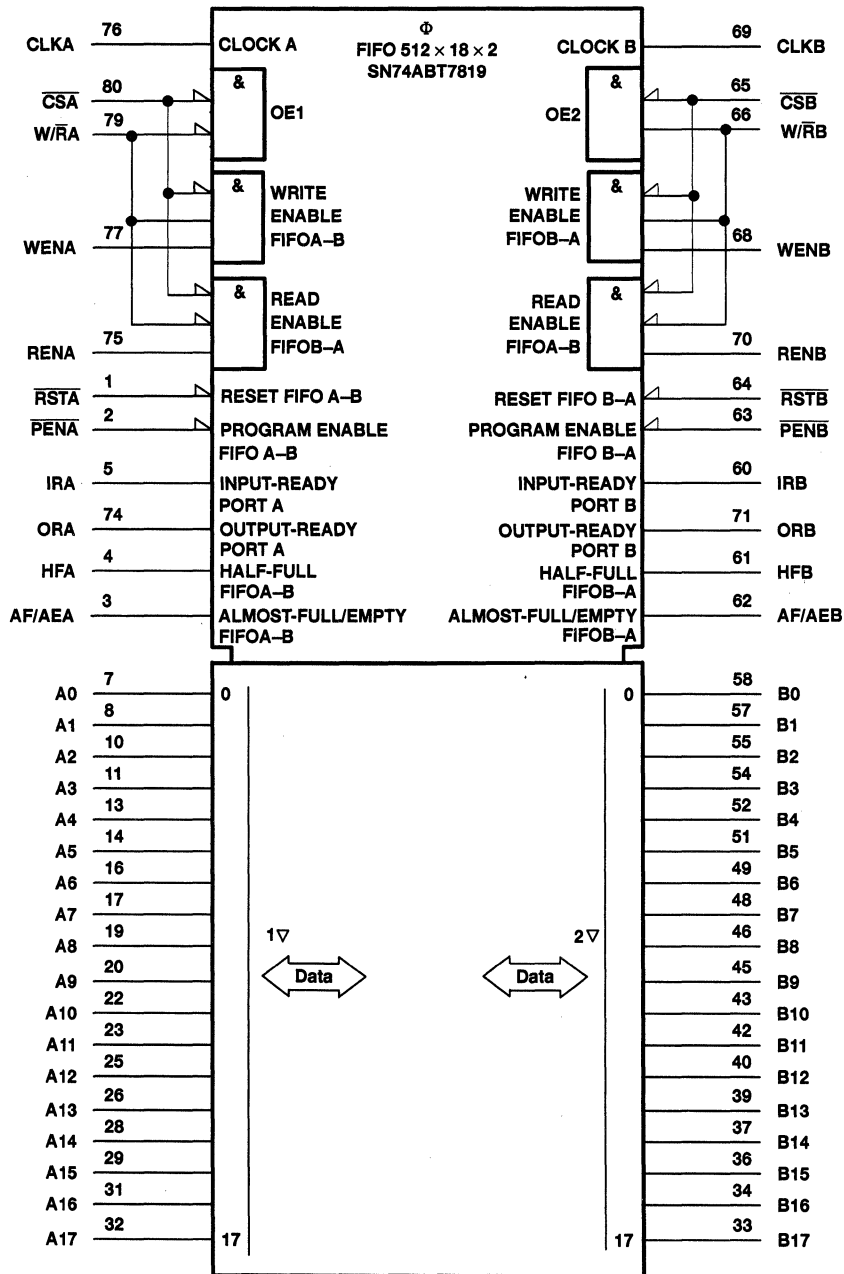 Φ
FIFO 512 × 18 × 2
SN74ABT7819
CLKA 76 CLOCK A CLOCK B 69 CLKB
CSA 80 & OE1 OE2 & 65 CSB
W/RA 79 66 W/RB
& WRITE WRITE &
ENABLE ENABLE
WENA 77 FIFOA–B FIFOB–A 68 WENB
& READ READ &
ENABLE ENABLE
RENA 75 FIFOB–A FIFOA–B 70 RENB
RSTA 1 RESET FIFO A–B RESET FIFO B–A 64 RSTB
PENA 2 PROGRAM ENABLE PROGRAM ENABLE 63 PENB
FIFO A–B FIFO B–A
IRA 5 INPUT-READY INPUT-READY 60 IRB
PORT A PORT B
ORA 74 OUTPUT-READY OUTPUT-READY 71 ORB
PORT A PORT B
HFA 4 HALF-FULL HALF-FULL 61 HFB
FIFOA–B FIFOB–A
AF/AEA 3 ALMOST-FULL/EMPTY ALMOST-FULL/EMPTY 62 AF/AEB
FIFOA–B FIFOB–A
A0 7 0 0 58 B0
A1 8 57 B1
A2 10 55 B2
A3 11 54 B3
A4 13 52 B4
A5 14 51 B5
A6 16 49 B6
A7 17 48 B7
A8 19 1▽ 2▽ 46 B8
A9 20 Data Data 45 B9
A10 22 43 B10
A11 23 42 B11
A12 25 40 B12
A13 26 39 B13
A14 28 37 B14
A15 29 36 B15
A16 31 34 B16
A17 32 17 17 33 B17